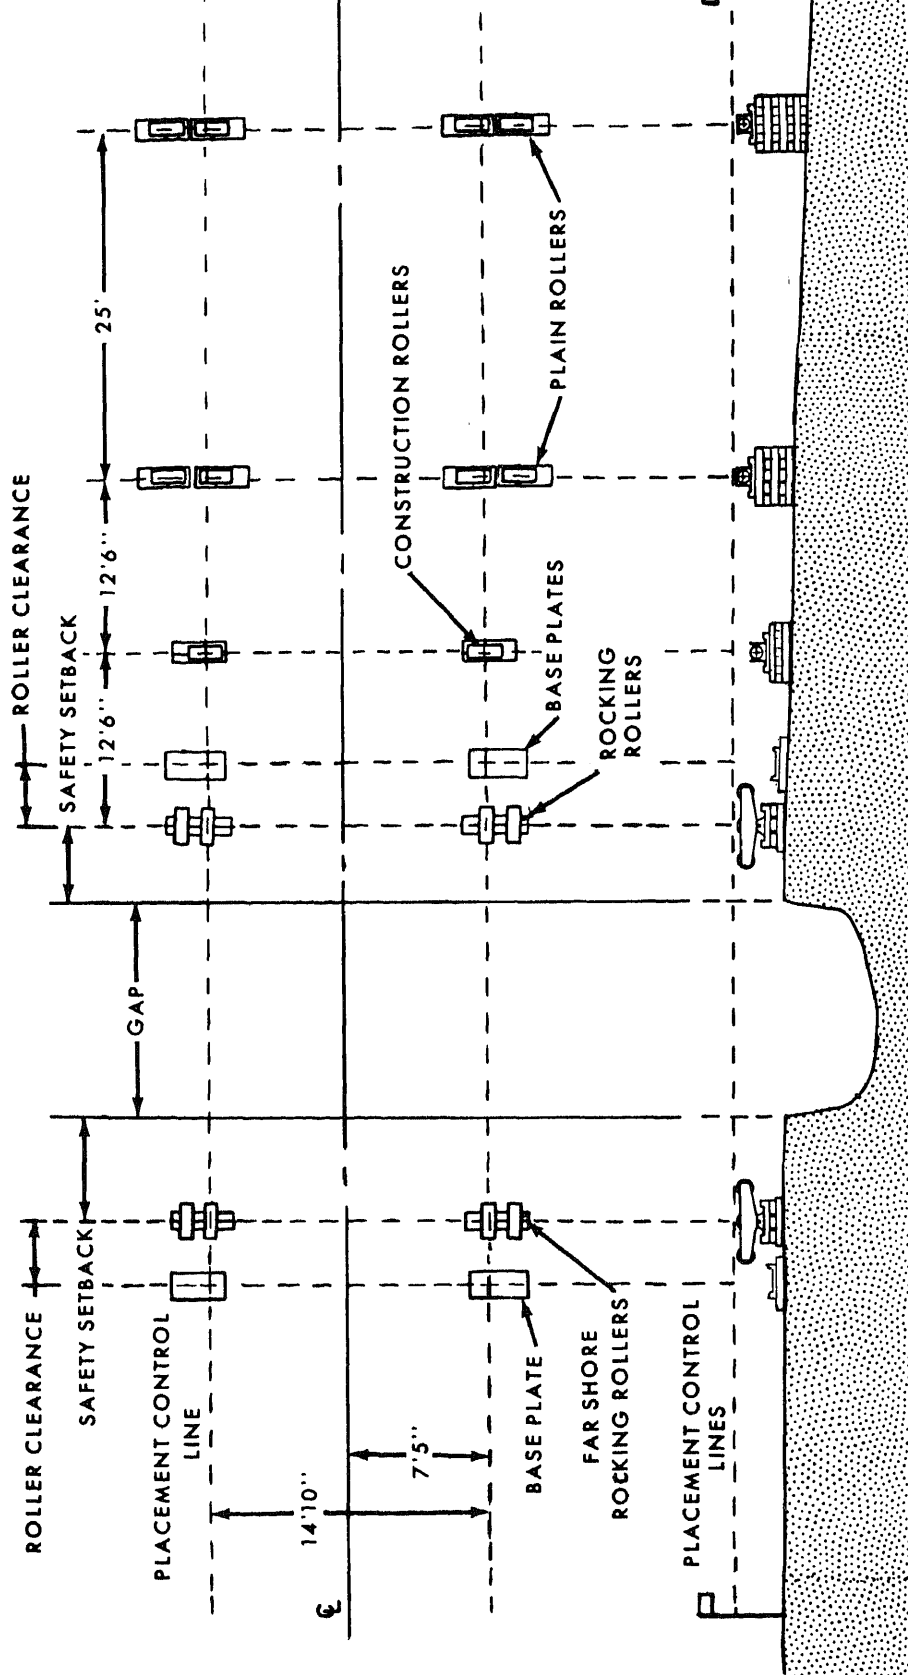 ROLLER CLEARANCE
SAFETY SETBACK
PLACEMENT CONTROL
LINE
14'10''
℄
7'5''
BASE PLATE
FAR SHORE
ROCKING ROLLERS
PLACEMENT CONTROL
LINES
GAP
ROLLER CLEARANCE
SAFETY SETBACK
12'6''
12'6''
25'
CONSTRUCTION ROLLERS
PLAIN ROLLERS
BASE PLATES
ROCKING
ROLLERS